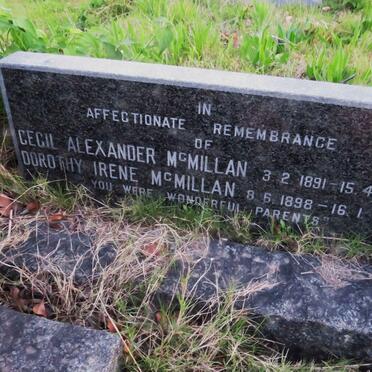 IN
AFFECTIONATE REMEMBRANCE
OF
CECIL ALEXANDER McMILLAN 3.2.1891-15.4
DOROTHY IRENE McMILLAN 8.6.1898-16.1
YOU WERE WONDERFUL PARENTS